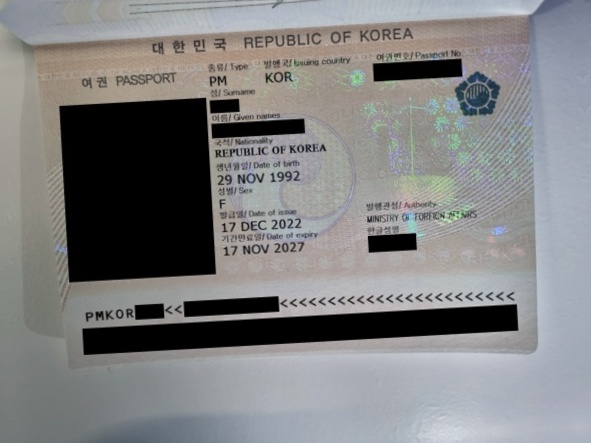 대한민국 REPUBLIC OF KOREA
여권 PASSPORT
종류/ Type 발행국/ Issuing country 여권번호/ Passport No.
PM KOR
성/ Surname
이름/ Given names
국적/ Nationality
REPUBLIC OF KOREA
생년월일/ Date of birth
29 NOV 1992
성별/ Sex
F
발급일/ Date of issue
17 DEC 2022
기간만료일/ Date of expiry
17 NOV 2027
발행관청/ Authority
MINISTRY OF FOREIGN AFFAIRS
한글성명
PMKOR <<  <<<<<<<<<<<<<<<<<<<<<<<<